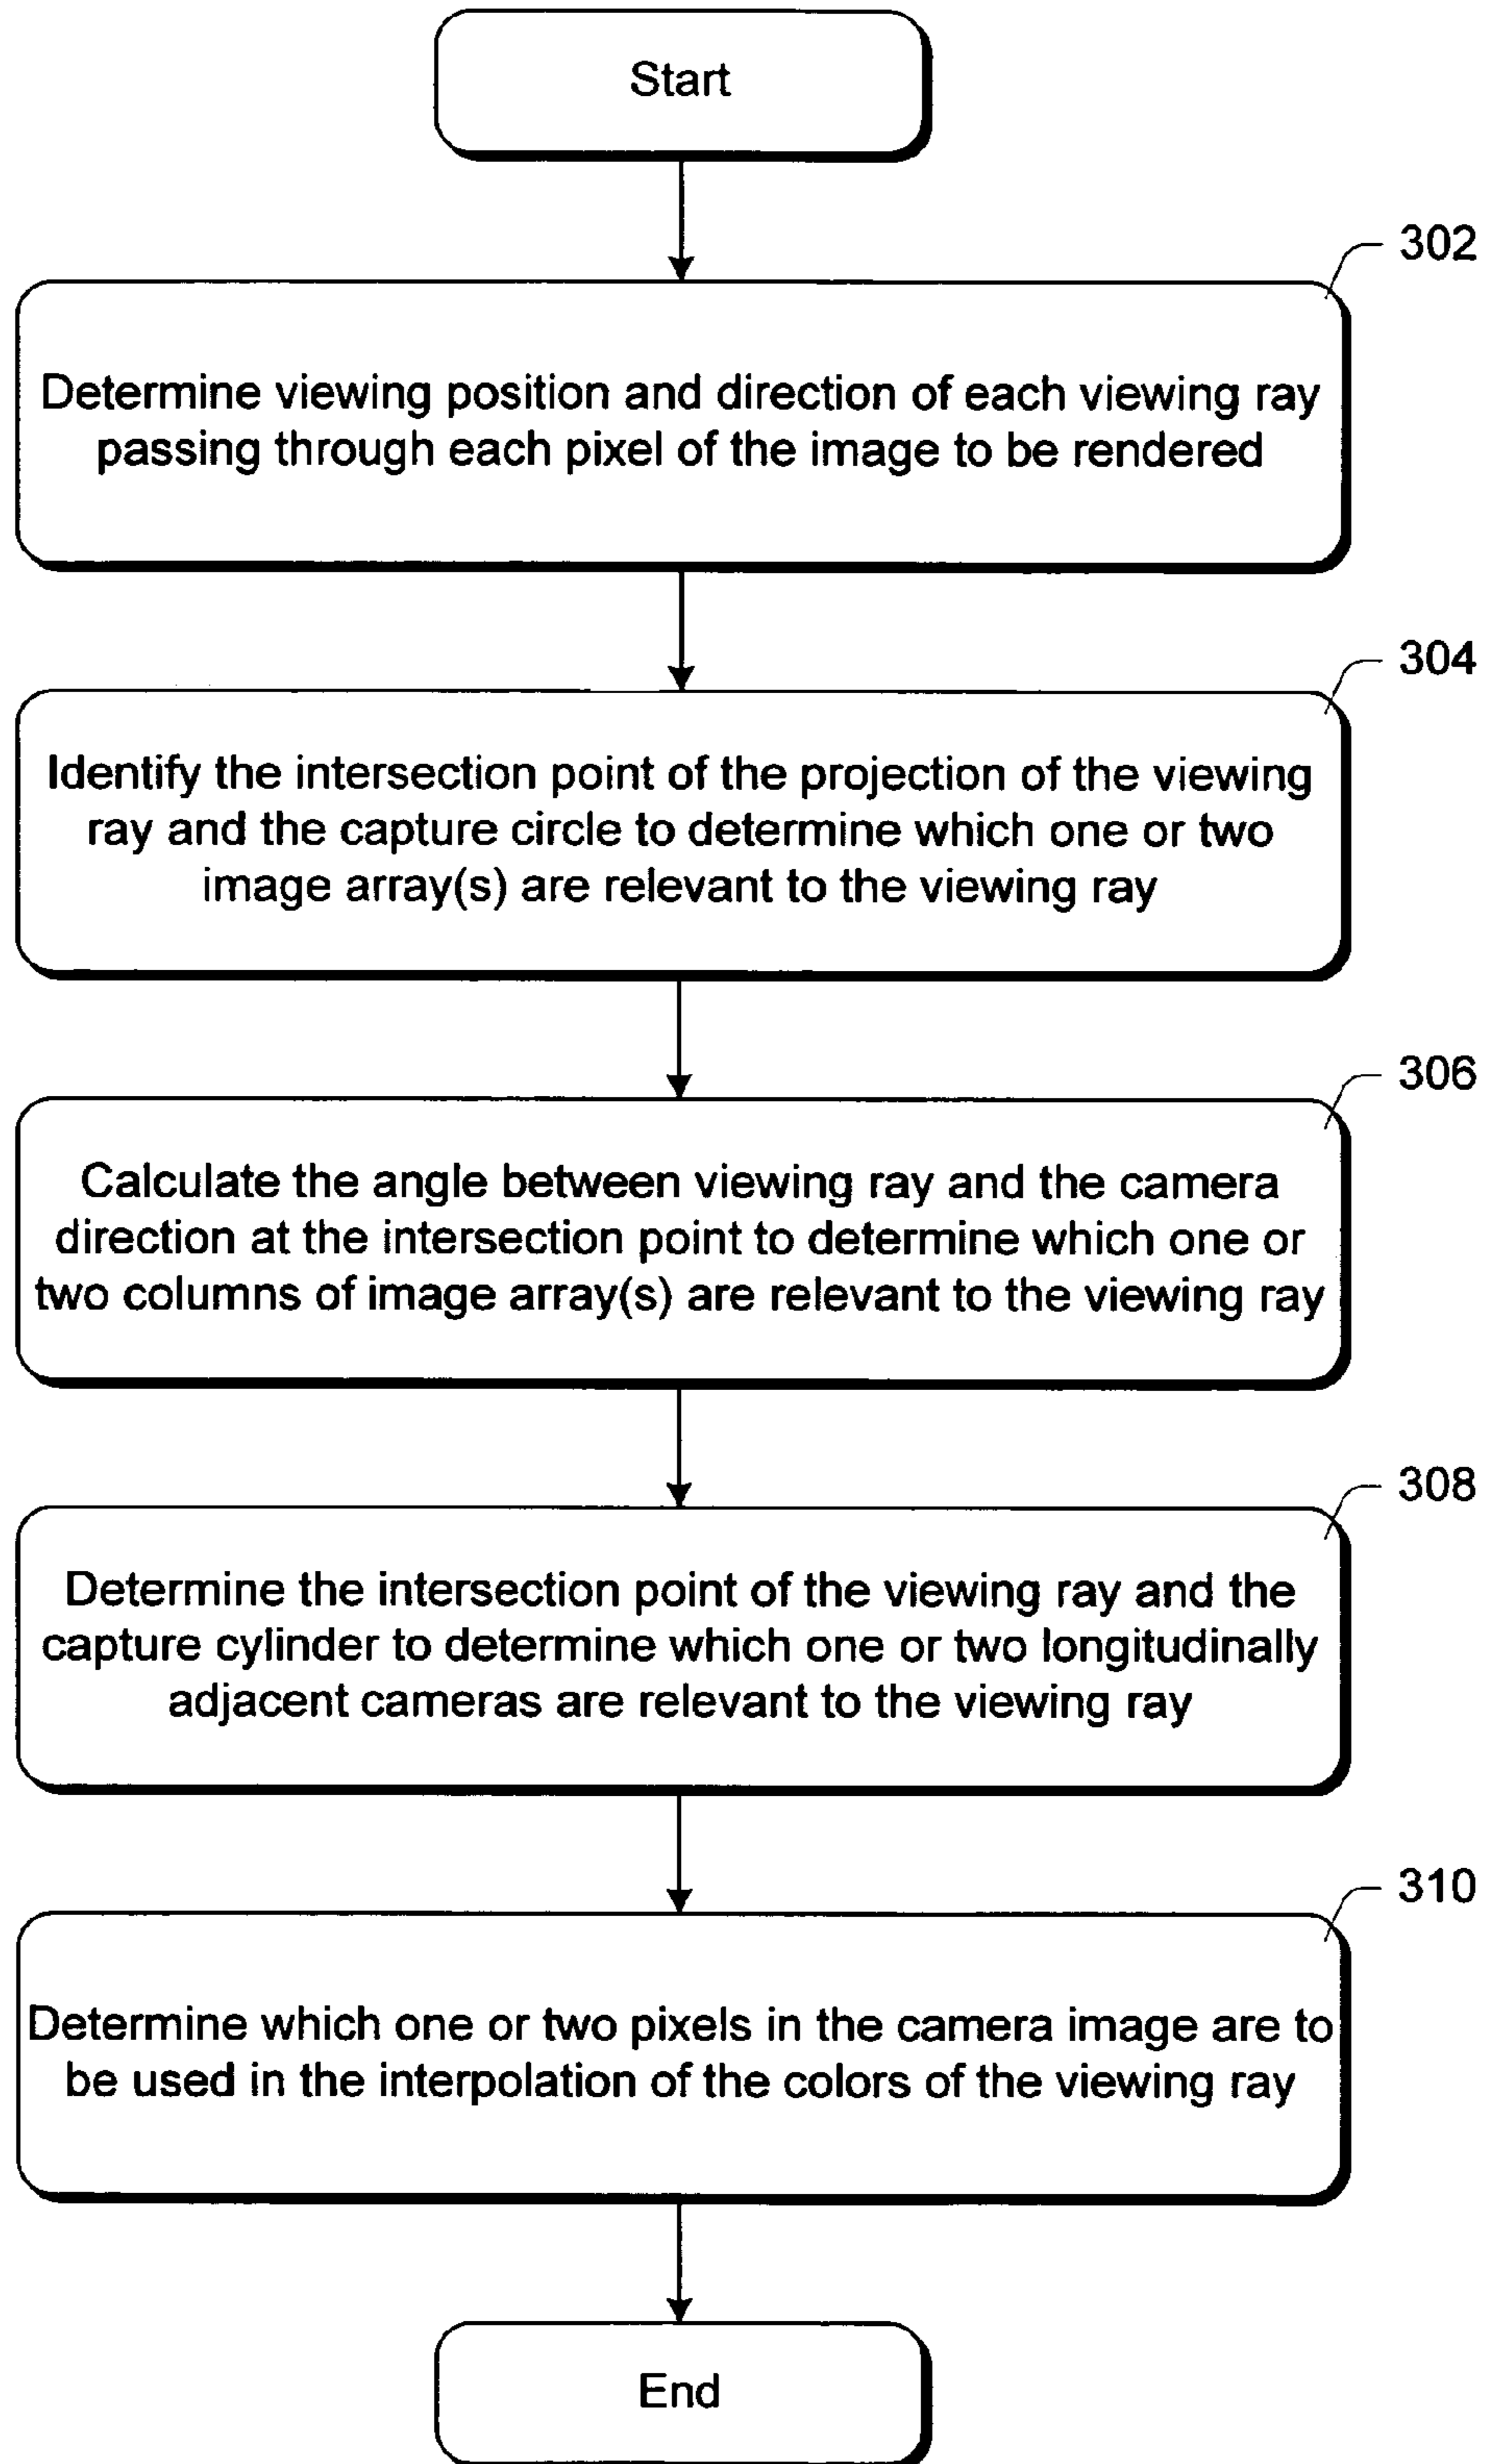 Start
302
Determine viewing position and direction of each viewing ray
passing through each pixel of the image to be rendered
304
Identify the intersection point of the projection of the viewing
ray and the capture circle to determine which one or two
image array(s) are relevant to the viewing ray
306
Calculate the angle between viewing ray and the camera
direction at the intersection point to determine which one or
two columns of image array(s) are relevant to the viewing ray
308
Determine the intersection point of the viewing ray and the
capture cylinder to determine which one or two longitudinally
adjacent cameras are relevant to the viewing ray
310
Determine which one or two pixels in the camera image are to
be used in the interpolation of the colors of the viewing ray
End